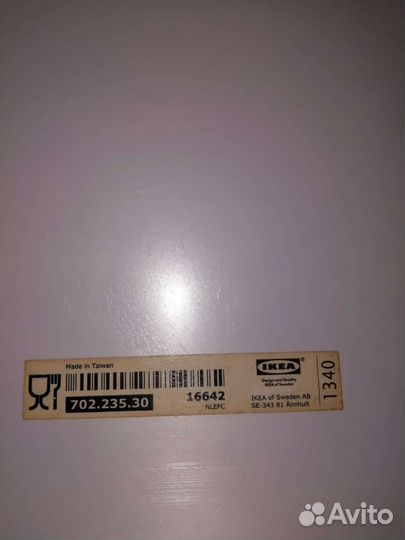 Made in Taiwan
702.235.30
16642
NLEFC
IKEA
Design and Quality
IKEA of Sweden
IKEA of Sweden AB
SE-343 81 Älmhult
1340
Avito